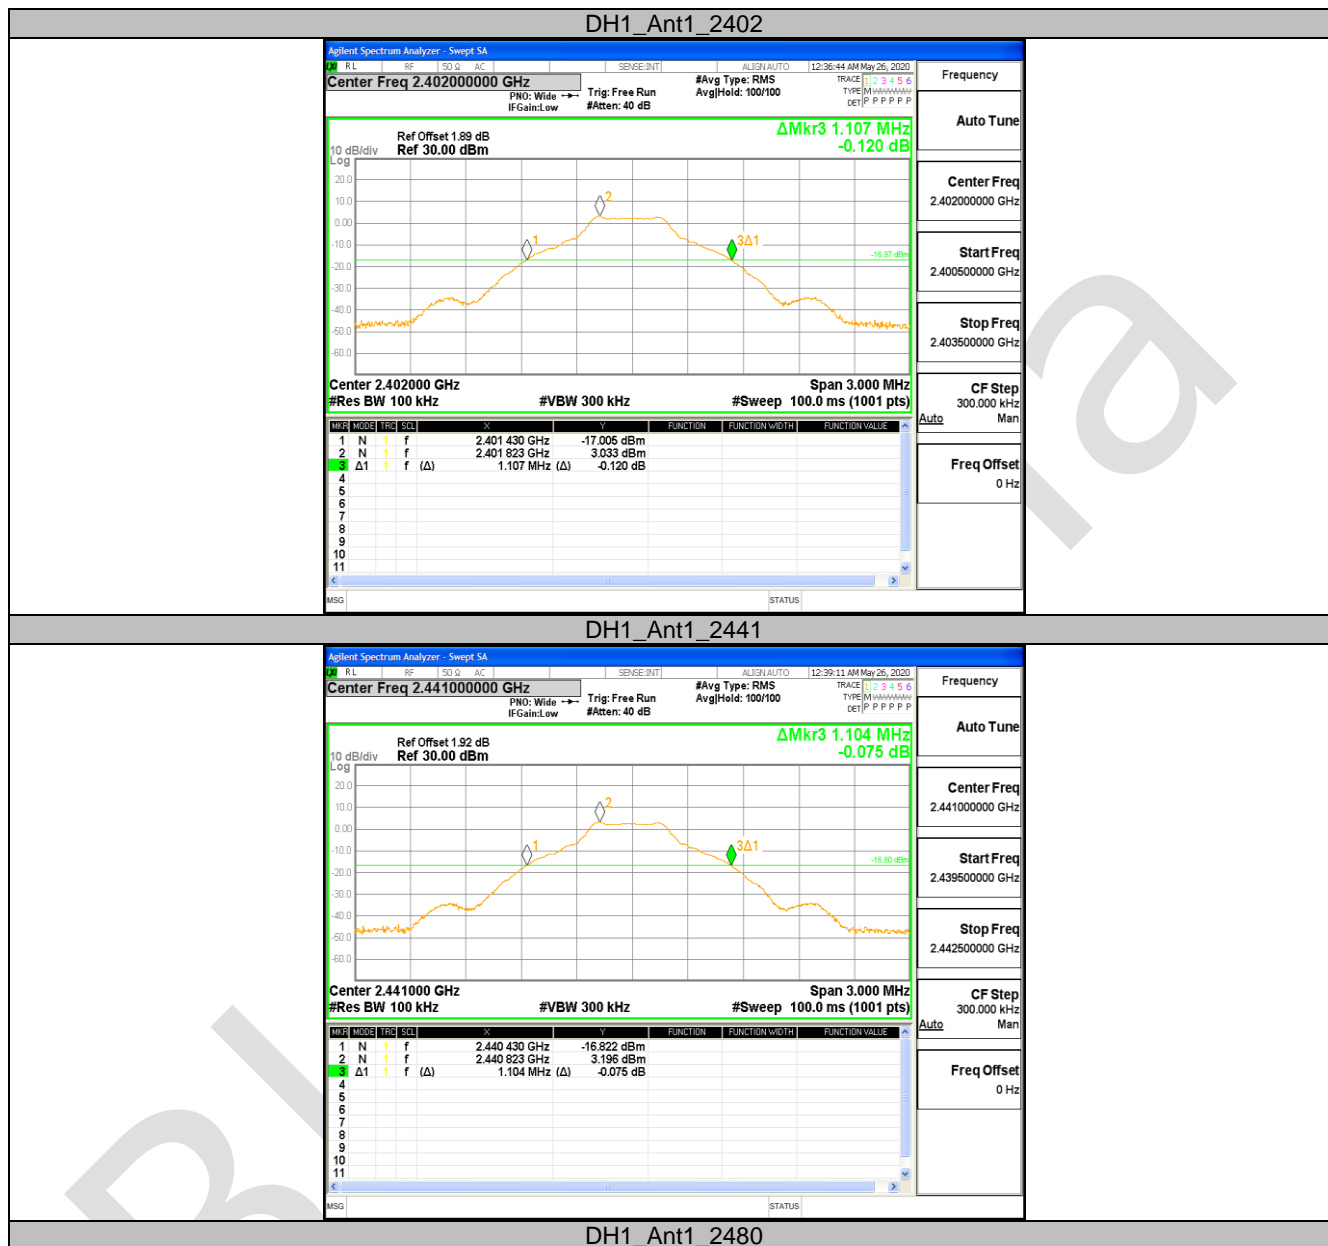 DH1_Ant1_2402
Agilent Spectrum Analyzer - Swept SA
RL RF 50 Ω AC SENSE:INT ALIGN AUTO 12:36:44 AM May 26, 2020
Center Freq 2.402000000 GHz
PNO: Wide
IFGain:Low
Trig: Free Run
#Atten: 40 dB
#Avg Type: RMS
Avg|Hold: 100/100
TRACE 1 2 3 4 5 6
TYPE M
DET P P P P P P
Frequency
Auto Tune
Ref Offset 1.89 dB
10 dB/div Ref 30.00 dBm
Log
ΔMkr3 1.107 MHz
-0.120 dB
20.0
10.0
0.00
-10.0
-20.0
-30.0
-40.0
-50.0
-60.0
2
1
3Δ1
-16.97 dBm
Center 2.402000 GHz Span 3.000 MHz
#Res BW 100 kHz #VBW 300 kHz #Sweep 100.0 ms (1001 pts)
Center Freq
2.402000000 GHz
Start Freq
2.400500000 GHz
Stop Freq
2.403500000 GHz
CF Step
300.000 kHz
Auto Man
Freq Offset
0 Hz
MKR MODE TRC SCL X Y FUNCTION FUNCTION WIDTH FUNCTION VALUE
1 N 1 f 2.401 430 GHz -17.005 dBm
2 N 1 f 2.401 823 GHz 3.033 dBm
3 Δ1 1 f (Δ) 1.107 MHz (Δ) -0.120 dB
4
5
6
7
8
9
10
11
MSG STATUS
DH1_Ant1_2441
Agilent Spectrum Analyzer - Swept SA
RL RF 50 Ω AC SENSE:INT ALIGN AUTO 12:39:11 AM May 26, 2020
Center Freq 2.441000000 GHz
PNO: Wide
IFGain:Low
Trig: Free Run
#Atten: 40 dB
#Avg Type: RMS
Avg|Hold: 100/100
TRACE 1 2 3 4 5 6
TYPE M
DET P P P P P P
Frequency
Auto Tune
Ref Offset 1.92 dB
10 dB/div Ref 30.00 dBm
Log
ΔMkr3 1.104 MHz
-0.075 dB
20.0
10.0
0.00
-10.0
-20.0
-30.0
-40.0
-50.0
-60.0
2
1
3Δ1
-16.80 dBm
Center 2.441000 GHz Span 3.000 MHz
#Res BW 100 kHz #VBW 300 kHz #Sweep 100.0 ms (1001 pts)
Center Freq
2.441000000 GHz
Start Freq
2.439500000 GHz
Stop Freq
2.442500000 GHz
CF Step
300.000 kHz
Auto Man
Freq Offset
0 Hz
MKR MODE TRC SCL X Y FUNCTION FUNCTION WIDTH FUNCTION VALUE
1 N 1 f 2.440 430 GHz -16.822 dBm
2 N 1 f 2.440 823 GHz 3.196 dBm
3 Δ1 1 f (Δ) 1.104 MHz (Δ) -0.075 dB
4
5
6
7
8
9
10
11
MSG STATUS
DH1_Ant1_2480